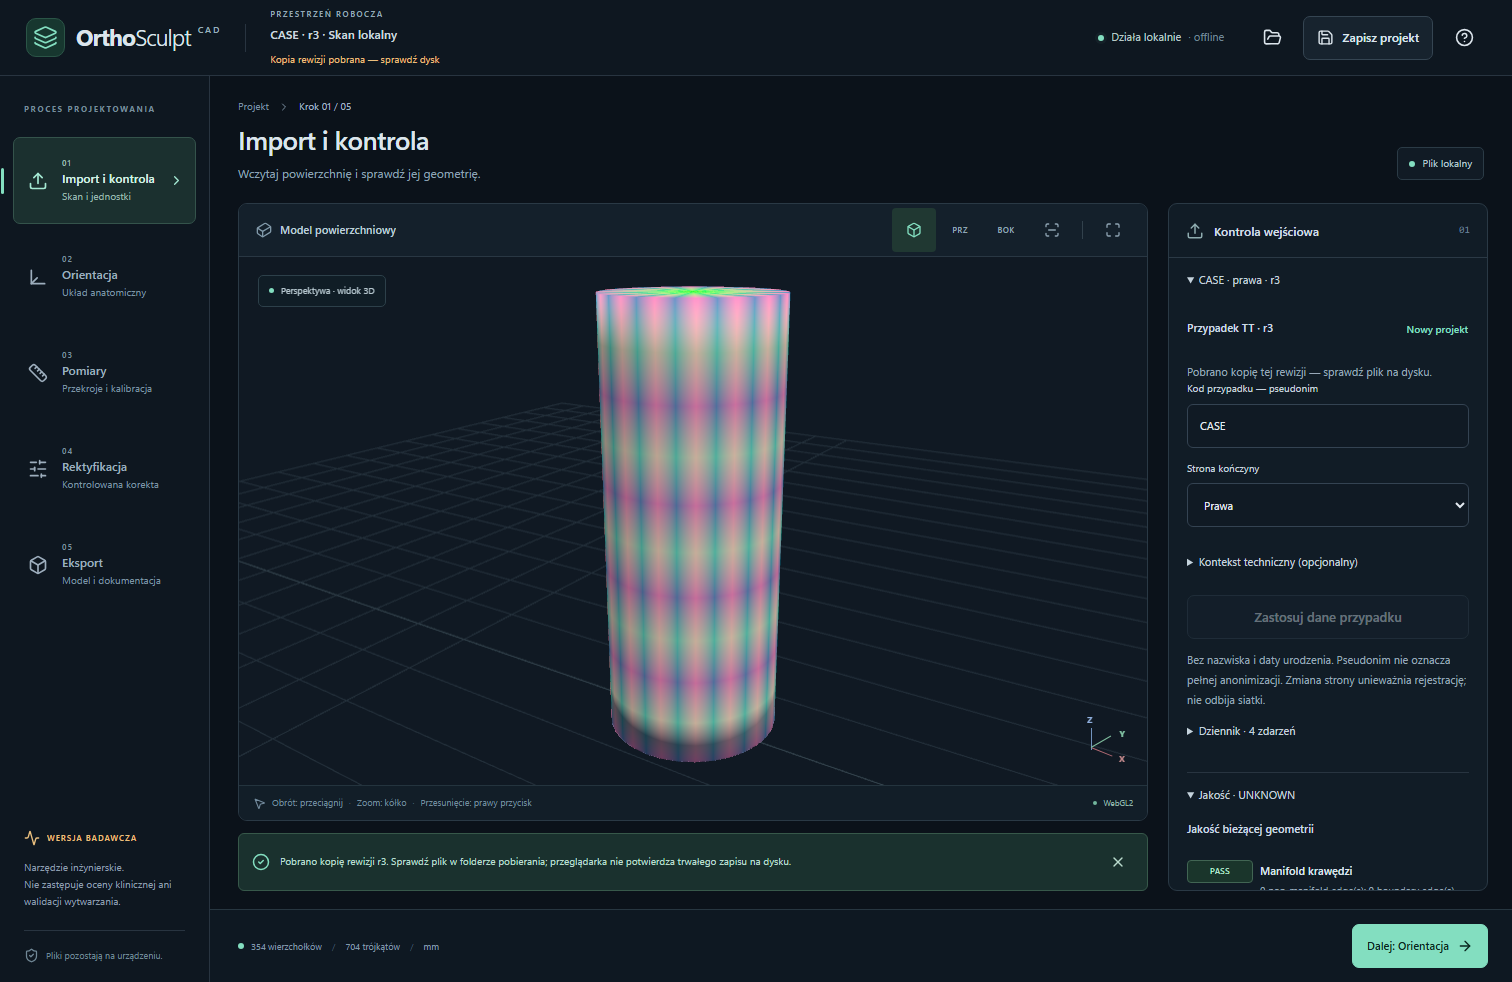 OrthoSculpt CAD
PRZESTRZEŃ ROBOCZA
CASE · r3 · Skan lokalny
Kopia rewizji pobrana — sprawdź dysk
Działa lokalnie · offline
Zapisz projekt
PROCES PROJEKTOWANIA
01
Import i kontrola
Skan i jednostki
02
Orientacja
Układ anatomiczny
03
Pomiary
Przekroje i kalibracja
04
Rektyfikacja
Kontrolowana korekta
05
Eksport
Model i dokumentacja
WERSJA BADAWCZA
Narzędzie inżynierskie.
Nie zastępuje oceny klinicznej ani
walidacji wytwarzania.
Pliki pozostają na urządzeniu.
Projekt
Krok 01 / 05
Import i kontrola
Wczytaj powierzchnię i sprawdź jej geometrię.
Plik lokalny
Model powierzchniowy
PRZ
BOK
Perspektywa · widok 3D
Z
Y
X
Obrót: przeciągnij · Zoom: kółko · Przesunięcie: prawy przycisk
WebGL2
Pobrano kopię rewizji r3. Sprawdź plik w folderze pobierania; przeglądarka nie potwierdza trwałego zapisu na dysku.
Kontrola wejściowa
01
CASE · prawa · r3
Przypadek TT · r3
Nowy projekt
Pobrano kopię tej rewizji — sprawdź plik na dysku.
Kod przypadku — pseudonim
CASE
Strona kończyny
Prawa
Kontekst techniczny (opcjonalny)
Zastosuj dane przypadku
Bez nazwiska i daty urodzenia. Pseudonim nie oznacza
pełnej anonimizacji. Zmiana strony unieważnia rejestrację;
nie odbija siatki.
Dziennik · 4 zdarzeń
Jakość · UNKNOWN
Jakość bieżącej geometrii
PASS
Manifold krawędzi
354 wierzchołków / 704 trójkątów / mm
Dalej: Orientacja